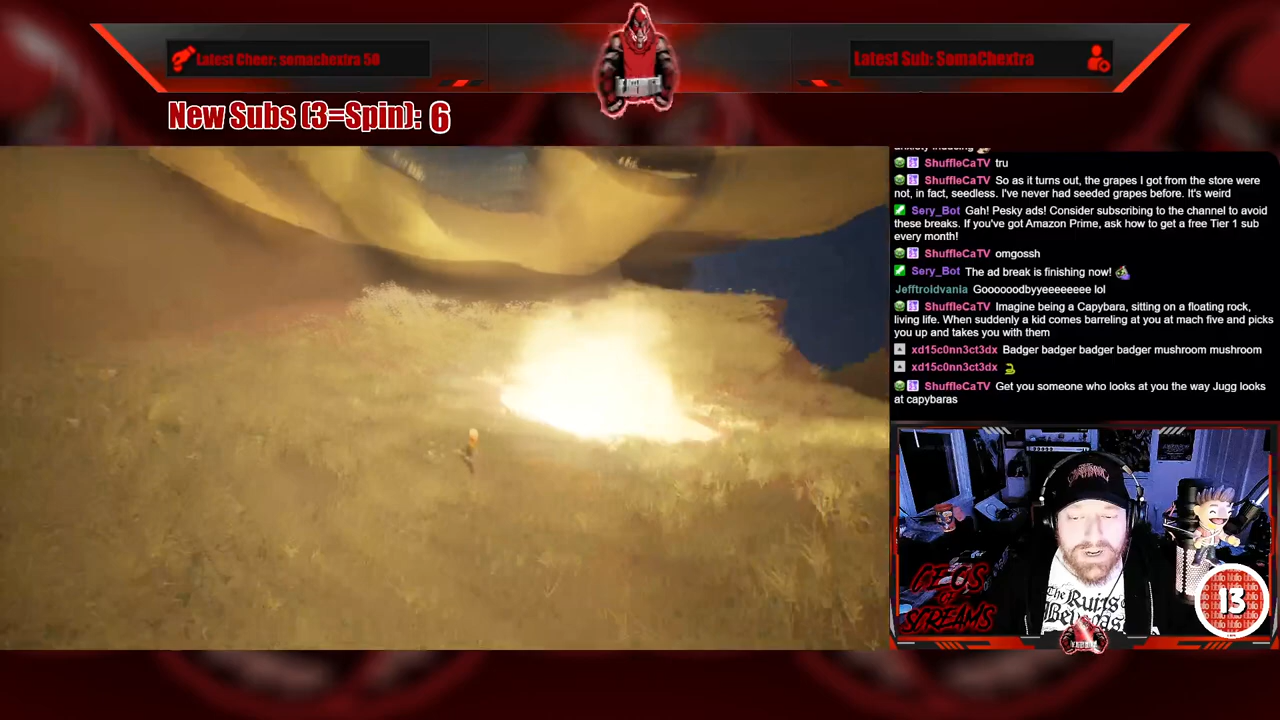 Latest Cheer: somachextra 50
Latest Sub: SomaChextra
New Subs (3=Spin): 6
ShuffleCaTV tru
ShuffleCaTV So as it turns out, the grapes I got from the store were
not, in fact, seedless. I've never had seeded grapes before. It's weird
Sery_Bot Gah! Pesky ads! Consider subscribing to the channel to avoid
these breaks. If you've got Amazon Prime, ask how to get a free Tier 1 sub
every month!
ShuffleCaTV omgossh
Sery_Bot The ad break is finishing now!
Jefftroldvania Goooooodbyyeeeeeeee lol
ShuffleCaTV Imagine being a Capybara, sitting on a floating rock,
living life. When suddenly a kid comes barreling at you at mach five and picks
you up and takes you with them
xd15c0nn3ct3dx Badger badger badger badger mushroom mushroom
xd15c0nn3ct3dx
ShuffleCaTV Get you someone who looks at you the way Jugg looks
at capybaras
SCREAMS
The Ruins
13